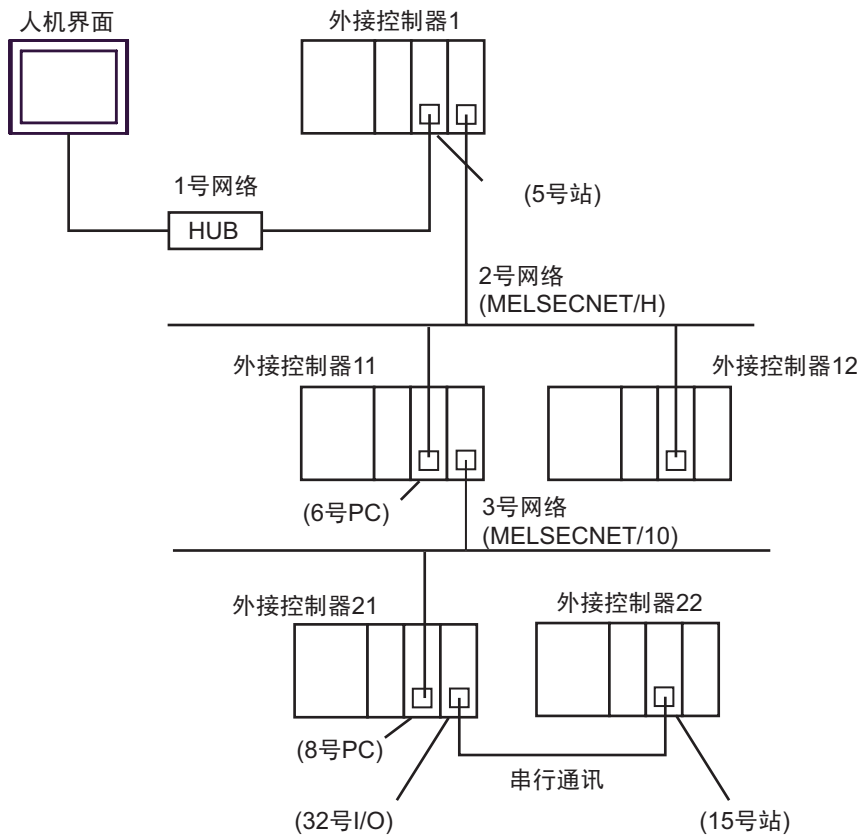 人机界面
外接控制器1
1号网络
(5号站)
HUB
2号网络
(MELSECNET/H)
外接控制器11
外接控制器12
(6号PC)
3号网络
(MELSECNET/10)
外接控制器21
外接控制器22
(8号PC)
串行通讯
(32号I/O)
(15号站)